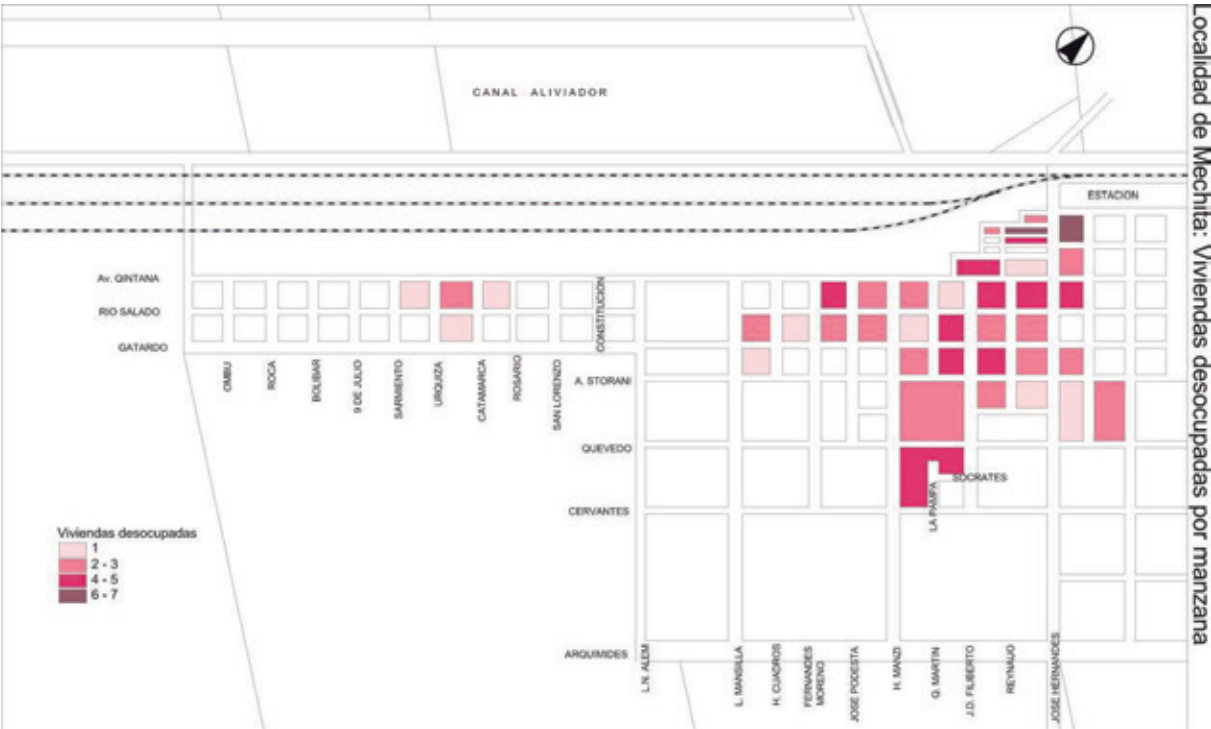 Localidad de Mechita: Viviendas desocupadas por manzana
CANAL ALIVIADOR
ESTACION
Av. QINTANA
RIO SALADO
GATARDO
OMBU
ROCA
BOLIBAR
9 DE JULIO
SARMIENTO
URQUIZA
CATAMARCA
ROSARIO
SAN LORENZO
CONSTITUCION
A. STORANI
QUEVEDO
CERVANTES
ARQUIMIDES
SOCRATES
LA PAMPA
L.N. ALEM
L. MANSILLA
H. CUADROS
FERNANDES
MORENO
JOSE PODESTA
H. MANZI
Q. MARTIN
J.D. FILIBERTO
REYNAUO
JOSE HERNANDES
Viviendas desocupadas
1
2 - 3
4 - 5
6 - 7